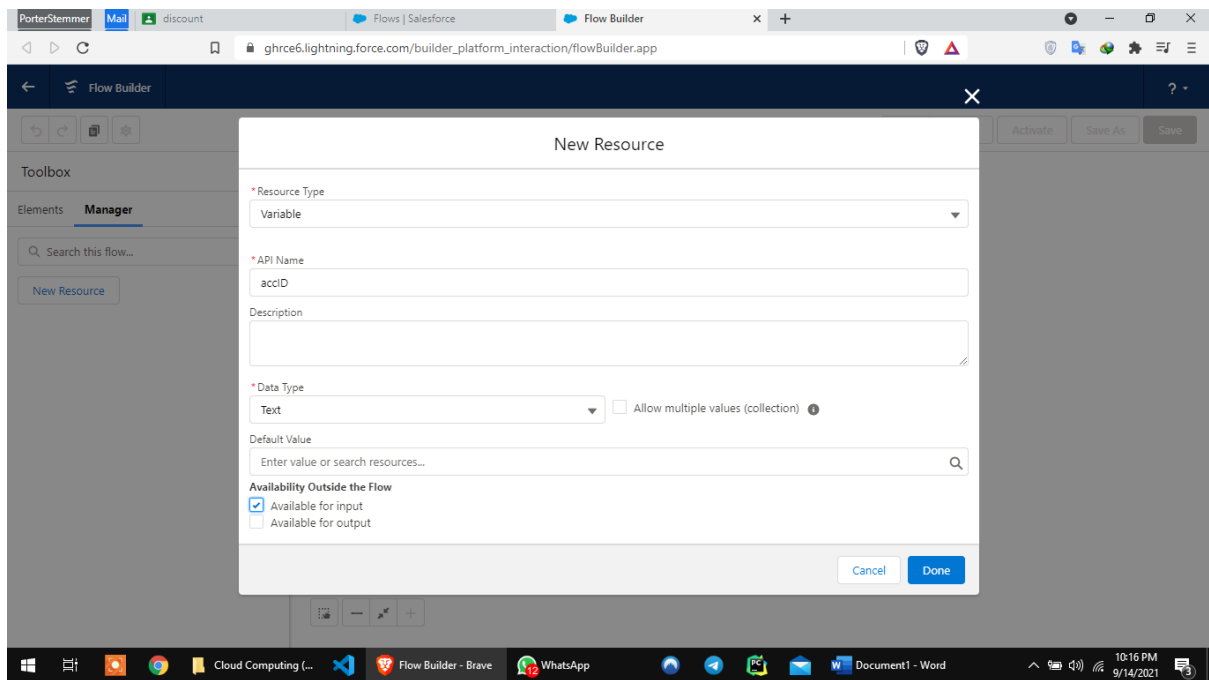 PorterStemmer Mail discount Flows | Salesforce Flow Builder
ghrce6.lightning.force.com/builder_platform_interaction/flowBuilder.app
Flow Builder ?
Activate Save As Save
New Resource
Toolbox
Elements Manager
Search this flow...
New Resource
*Resource Type
Variable
*API Name
accID
Description
*Data Type
Text Allow multiple values (collection)
Default Value
Enter value or search resources...
Availability Outside the Flow
Available for input
Available for output
Cancel Done
Cloud Computing (... Flow Builder - Brave 12 WhatsApp PC W Document1 - Word 10:16 PM
9/14/2021 3